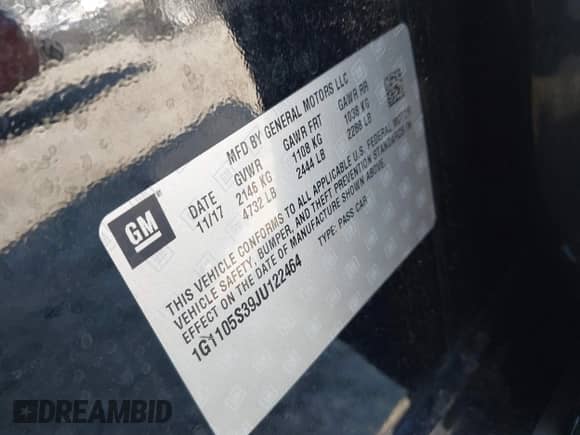 MFD BY GENERAL MOTORS LLC
DATE GVWR GAWR FRT GAWR RR
11/17 2146 KG 1108 KG 1038 KG
4732 LB 2444 LB 2288 LB
THIS VEHICLE CONFORMS TO ALL APPLICABLE U.S. FEDERAL MOTOR
VEHICLE SAFETY, BUMPER, AND THEFT PREVENTION STANDARDS IN
EFFECT ON THE DATE OF MANUFACTURE SHOWN ABOVE.
1G1105S39JU122464 TYPE: PASS CAR
GM
DREAMBID